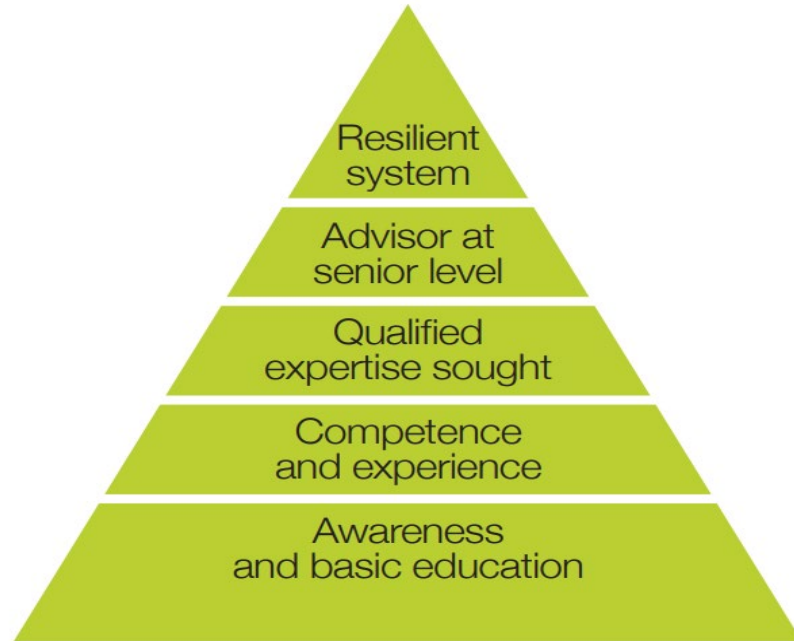 Resilient
system
Advisor at
senior level
Qualified
expertise sought
Competence
and experience
Awareness
and basic education